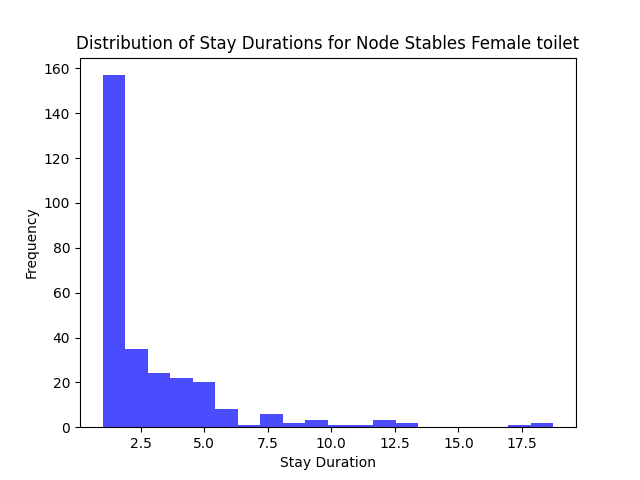 Distribution of Stay Durations for Node Stables Female toilet
160
140
120
100
80
60
40
20
0
Frequency
2.5 5.0 7.5 10.0 12.5 15.0 17.5
Stay Duration